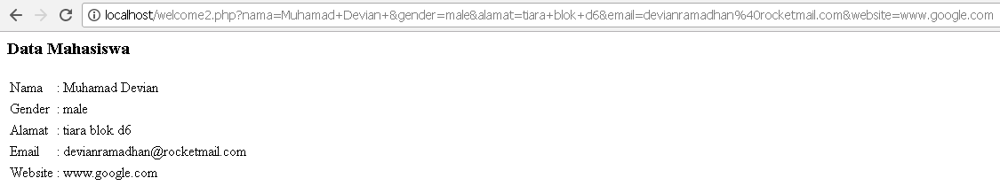 localhost/welcome2.php?nama=Muhamad+Devian+&gender=male&alamat=tiara+blok+d6&email=devianramadhan%40rocketmail.com&website=www.google.com
Data Mahasiswa
Nama : Muhamad Devian
Gender : male
Alamat : tiara blok d6
Email : devianramadhan@rocketmail.com
Website : www.google.com